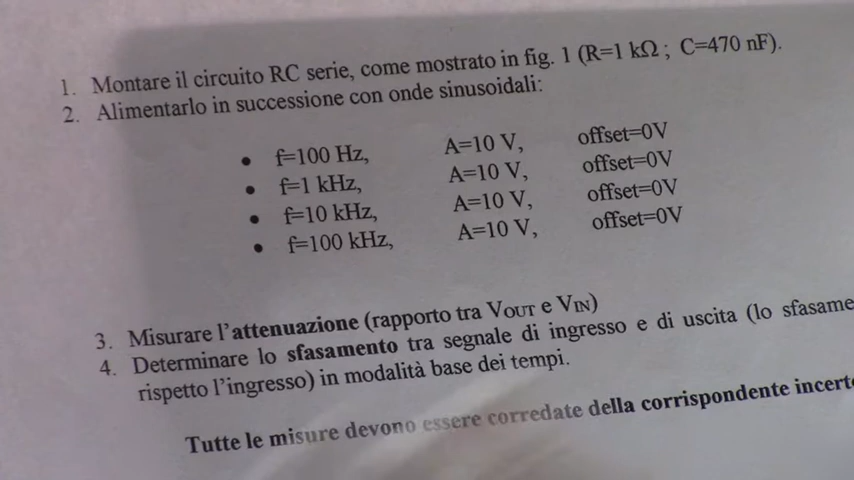 1. Montare il circuito RC serie, come mostrato in fig. 1 (R=1 kΩ ; C=470 nF).
2. Alimentarlo in successione con onde sinusoidali:
• f=100 Hz, A=10 V, offset=0V
• f=1 kHz, A=10 V, offset=0V
• f=10 kHz, A=10 V, offset=0V
• f=100 kHz, A=10 V, offset=0V
3. Misurare l'attenuazione (rapporto tra VOUT e VIN)
4. Determinare lo sfasamento tra segnale di ingresso e di uscita (lo sfasame
rispetto l'ingresso) in modalità base dei tempi.
Tutte le misure devono essere corredate della corrispondente incert